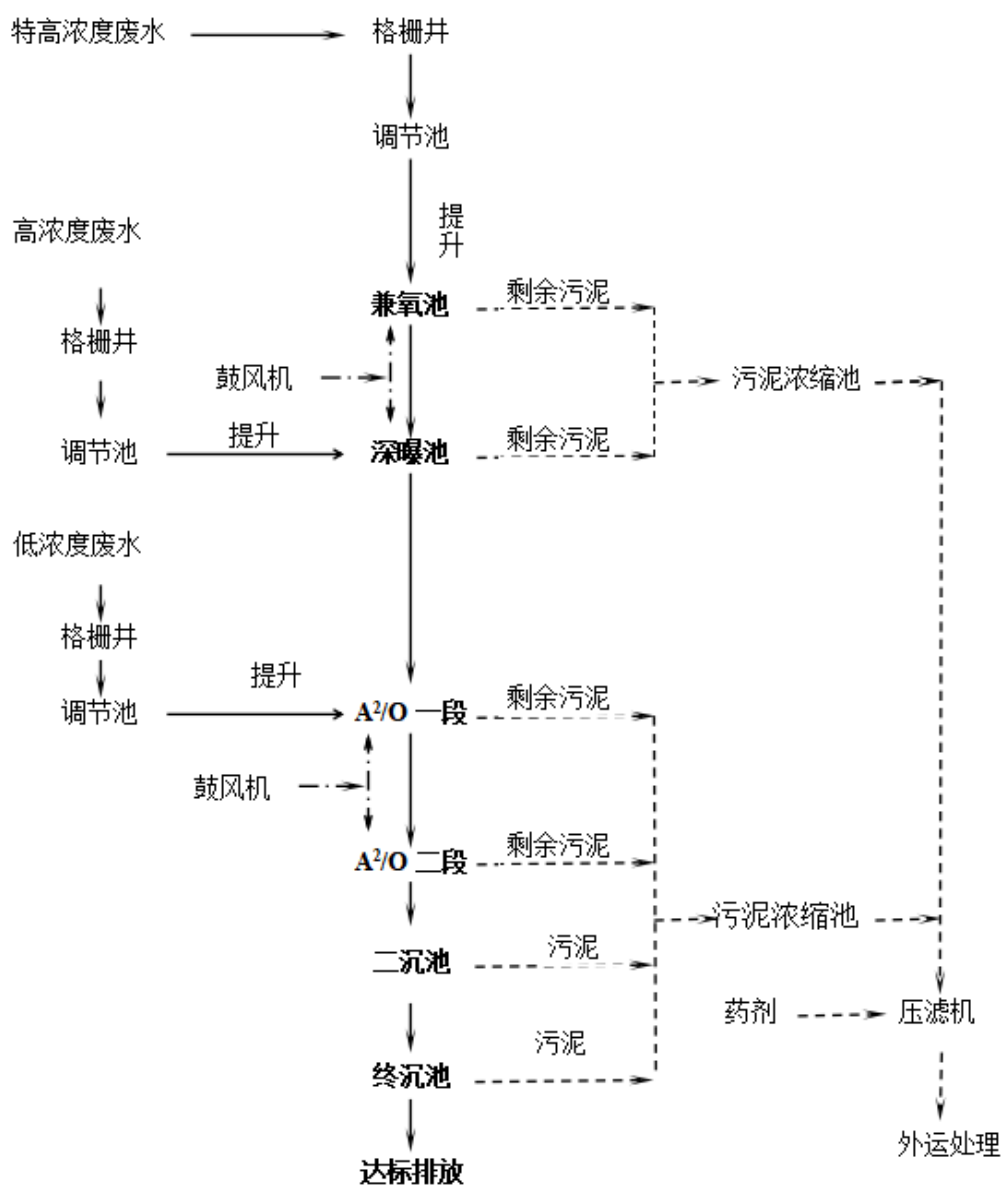 特高浓度废水
格栅井
调节池
提升
高浓度废水
兼氧池
剩余污泥
格栅井
鼓风机
污泥浓缩池
调节池
提升
深曝池
剩余污泥
低浓度废水
格栅井
提升
调节池
A²/O 一段
剩余污泥
鼓风机
A²/O 二段
剩余污泥
污泥浓缩池
二沉池
污泥
药剂
压滤机
污泥
终沉池
外运处理
达标排放